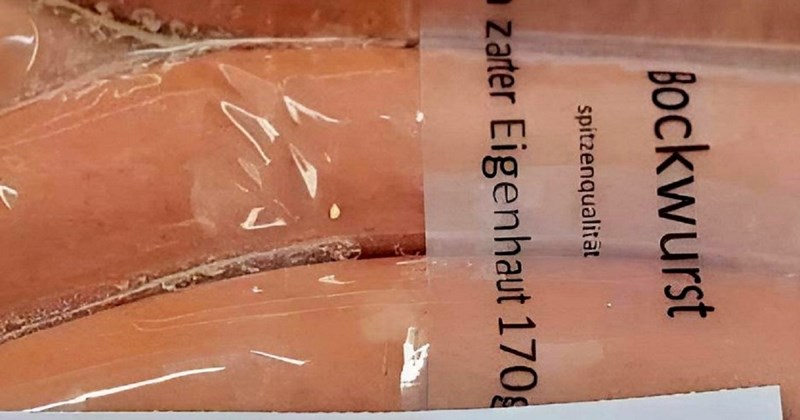 Bockwurst
spitzenqualität
zarter Eigenhaut 170g